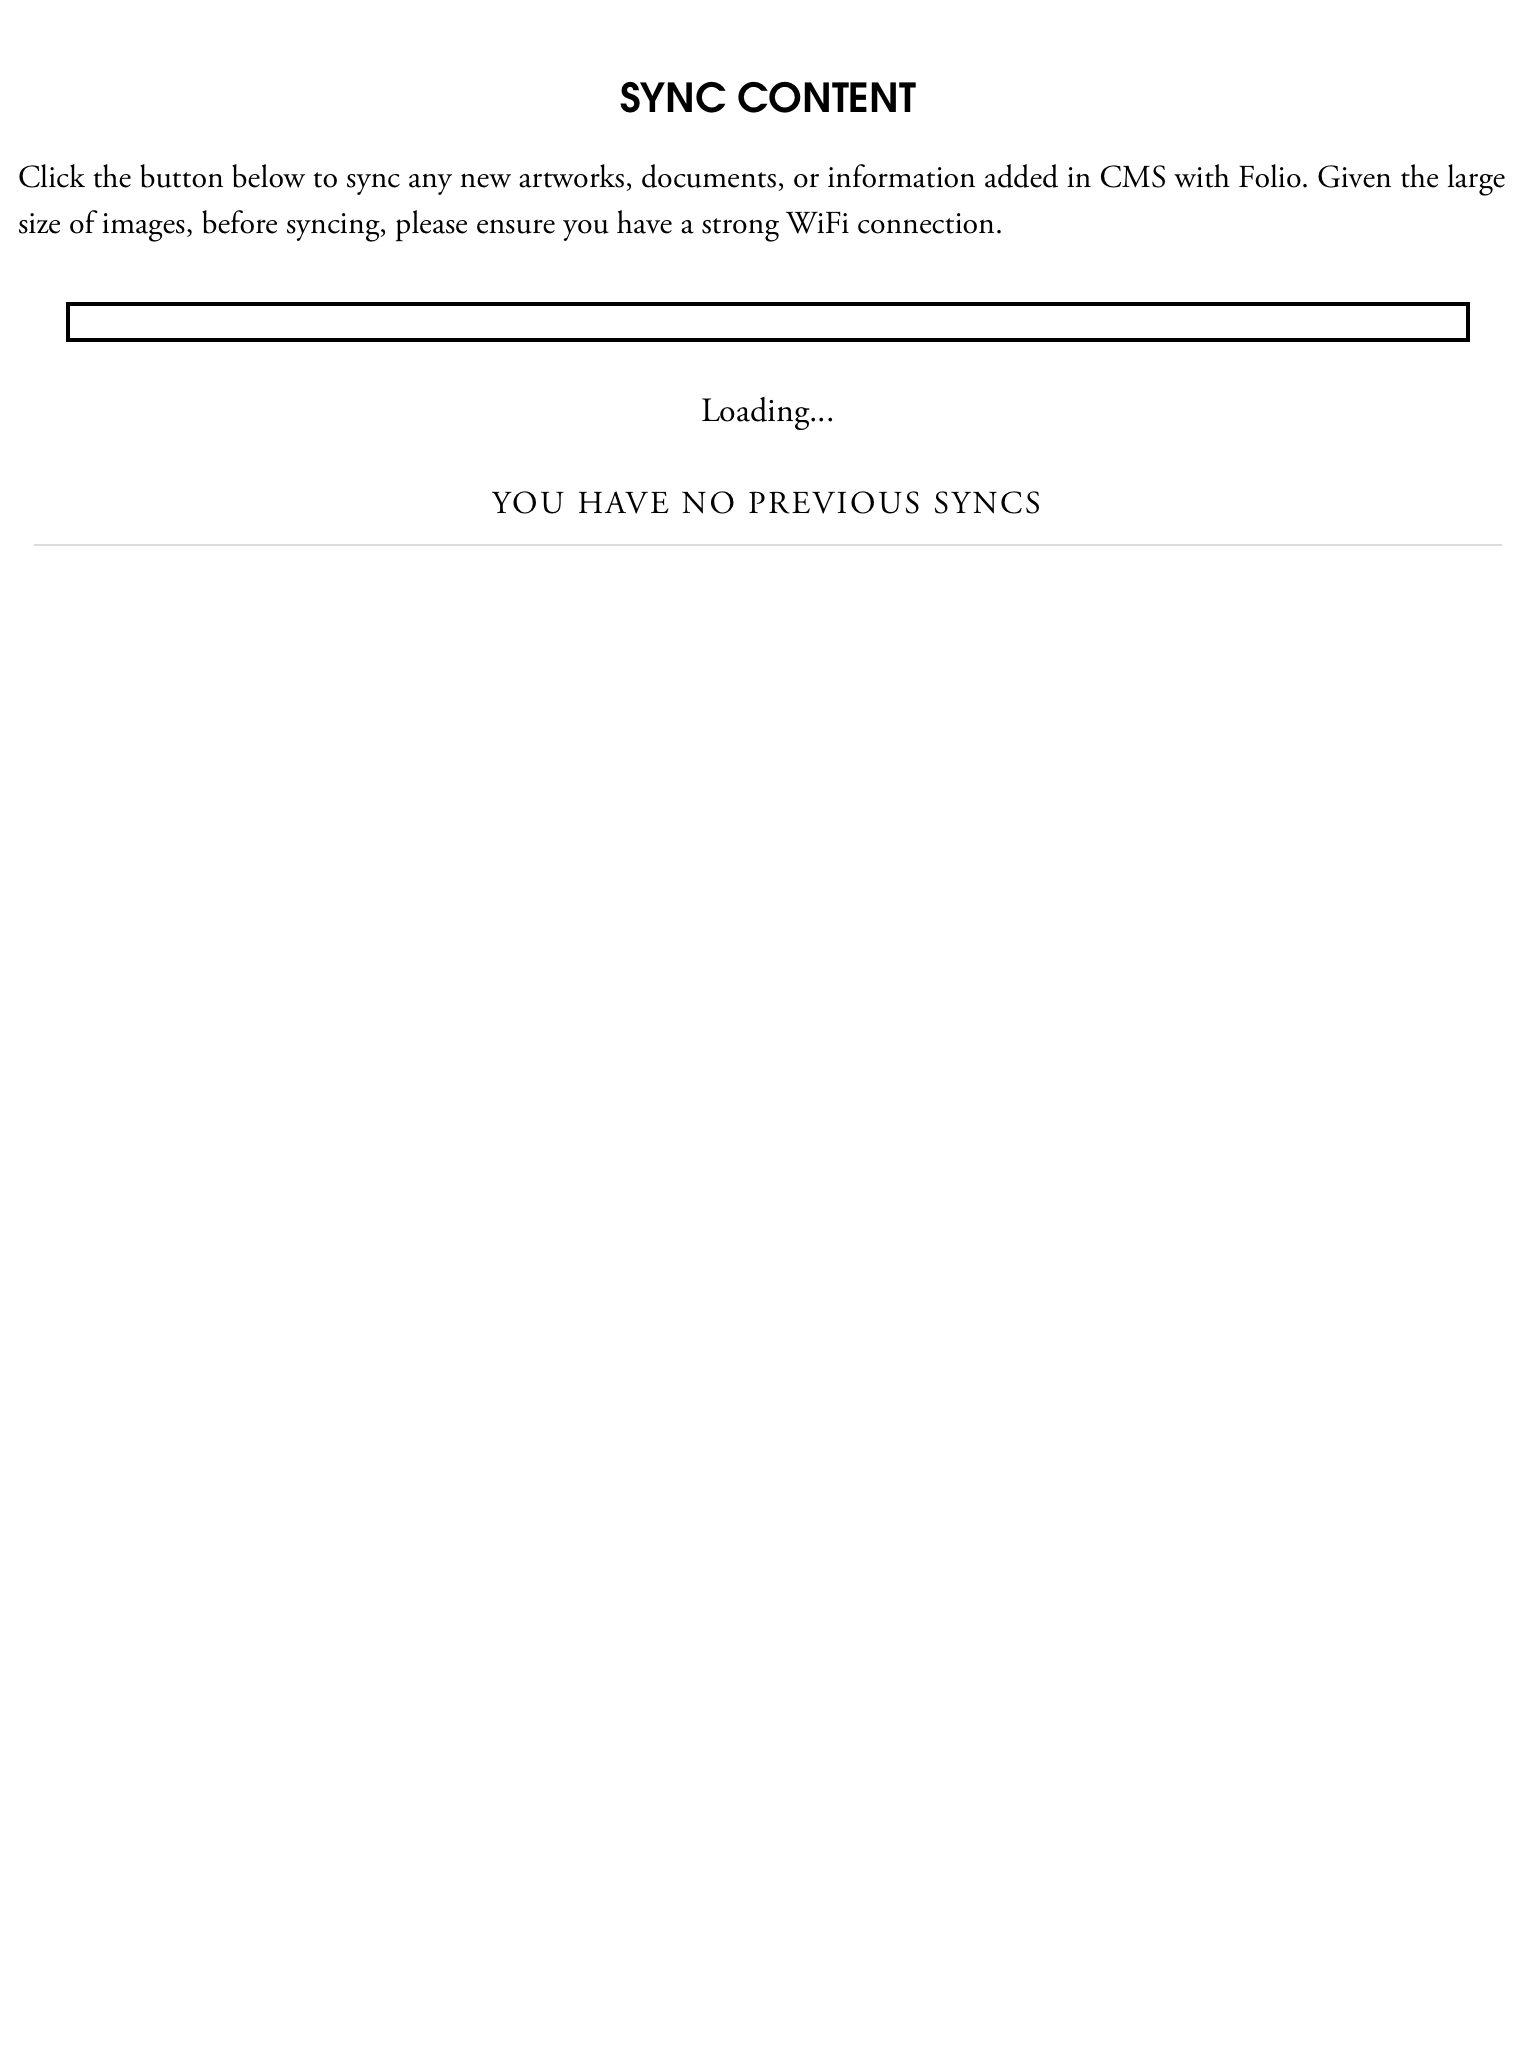 SYNC CONTENT
Click the button below to sync any new artworks, documents, or information added in CMS with Folio. Given the large
size of images, before syncing, please ensure you have a strong WiFi connection.
Loading...
YOU HAVE NO PREVIOUS SYNCS